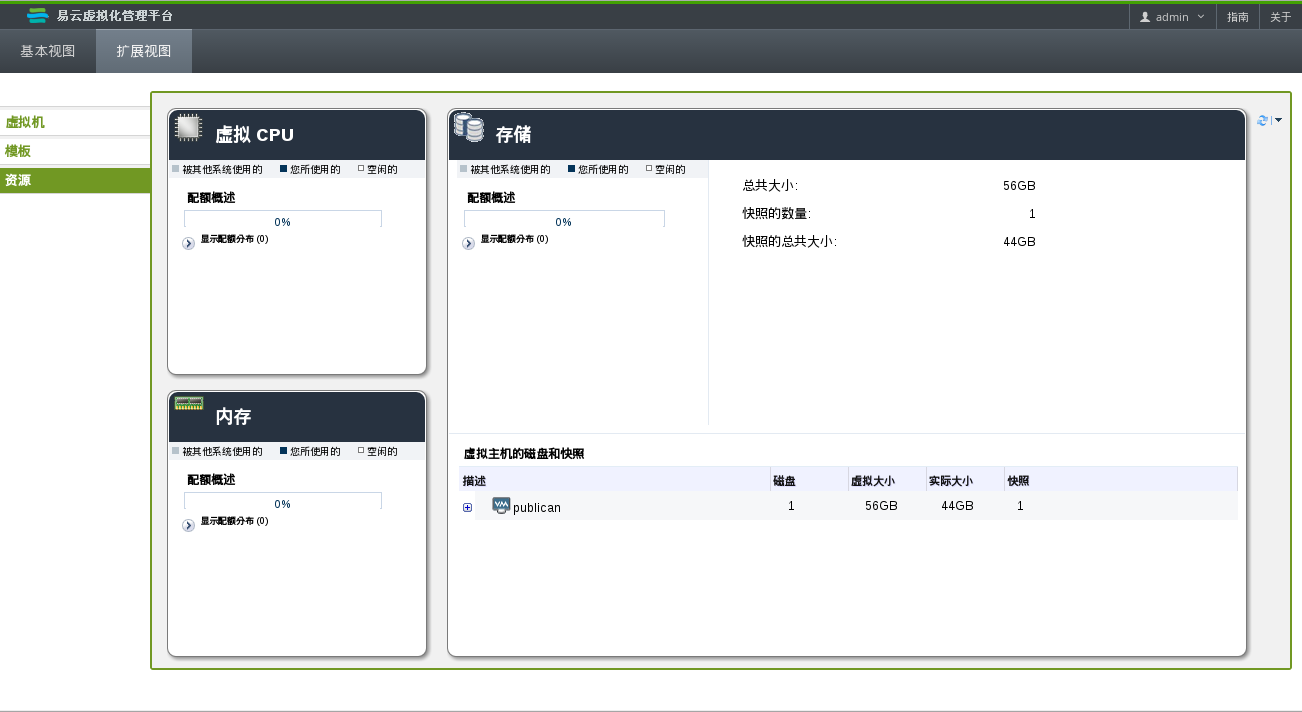 易云虚拟化管理平台
admin
指南
关于
基本视图
扩展视图
虚拟机
模板
资源
虚拟 CPU
被其他系统使用的 您所使用的 空闲的
配额概述
0%
显示配额分布 (0)
内存
被其他系统使用的 您所使用的 空闲的
配额概述
0%
显示配额分布 (0)
存储
被其他系统使用的 您所使用的 空闲的
配额概述
0%
显示配额分布 (0)
总共大小: 56GB
快照的数量: 1
快照的总共大小: 44GB
虚拟主机的磁盘和快照
描述 磁盘 虚拟大小 实际大小 快照
publican 1 56GB 44GB 1